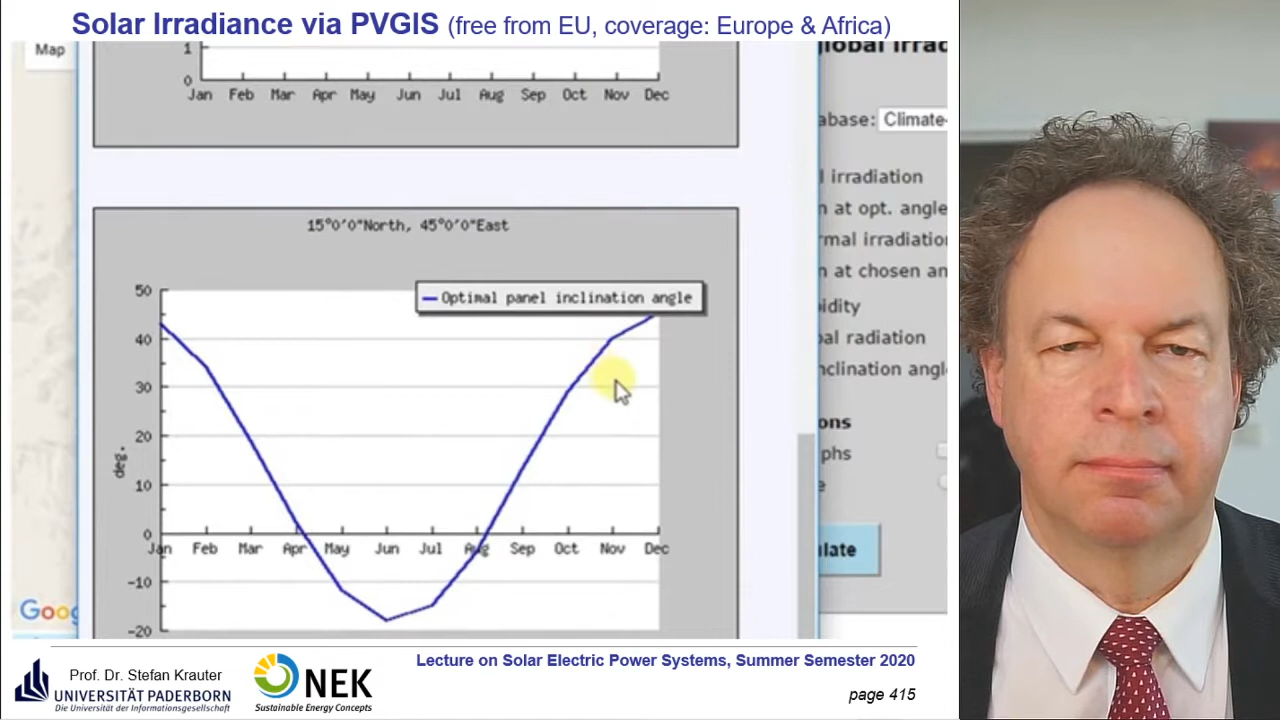 Solar Irradiance via PVGIS (free from EU, coverage: Europe & Africa)
Map
1
0
Jan Feb Mar Apr May Jun Jul Aug Sep Oct Nov Dec
15°0'0"North, 45°0'0"East
Optimal panel inclination angle
50
40
30
20
10
0
-10
-20
deg.
Jan Feb Mar Apr May Jun Jul Aug Sep Oct Nov Dec
Goog
abase: Climate-
l irradiation
n at opt. angle
rmal irradiation
n at chosen an
idity
al radiation
nclination angl
ons
phs
e
late
Prof. Dr. Stefan Krauter
UNIVERSITÄT PADERBORN
Die Universität der Informationsgesellschaft
NEK
Sustainable Energy Concepts
Lecture on Solar Electric Power Systems, Summer Semester 2020
page 415